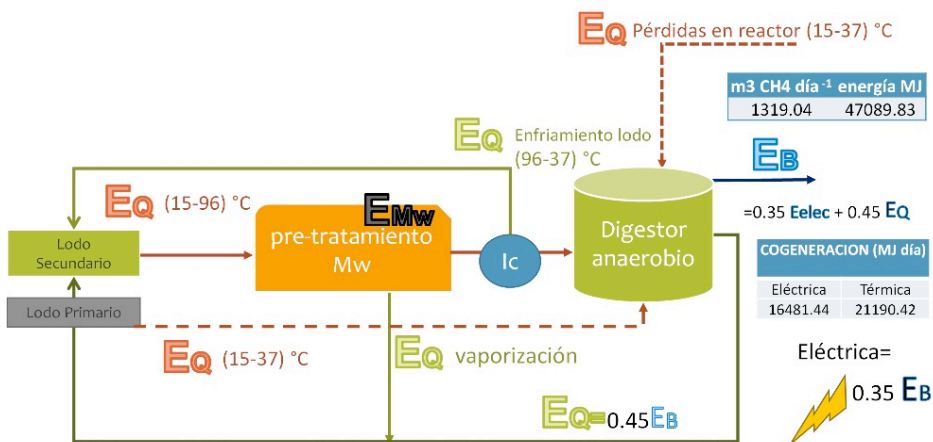 EQ Pérdidas en reactor (15-37) °C
m3 CH4 día⁻¹ energía MJ
1319.04 47089.83
EQ Enfriamiento lodo
(96-37) °C
EB
EQ (15-96) °C
EMw
=0.35 Eelec + 0.45 EQ
Lodo
Secundario
pre-tratamiento
Mw
Ic
Digestor
anaerobio
COGENERACION (MJ día)
Eléctrica Térmica
16481.44 21190.42
Lodo Primario
EQ (15-37) °C
EQ vaporización
Eléctrica=
0.35 EB
EQ=0.45EB